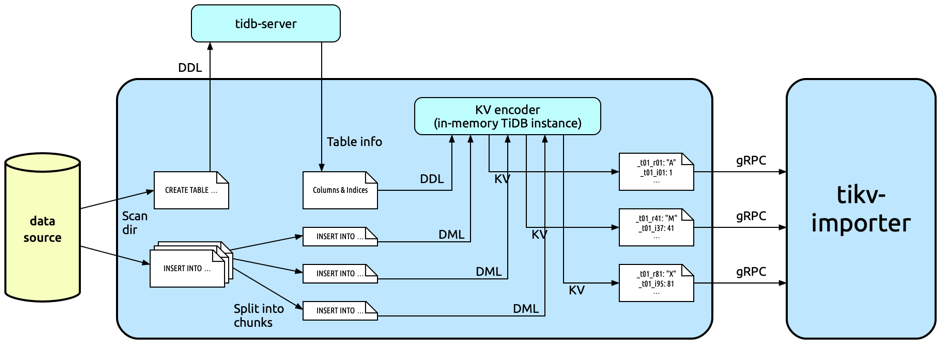 tidb-server
DDL
KV encoder
(in-memory TiDB instance)
Table info
data
source
Scan
dir
CREATE TABLE ...
Columns & Indices
DDL
KV
_t01_r01: "A"
_t01_i01: 1
...
gRPC
tikv-
importer
INSERT INTO ...
INSERT INTO ...
DML
KV
_t01_r41: "M"
_t01_i37: 41
...
gRPC
INSERT INTO ...
DML
KV
_t01_r81: "X"
_t01_i95: 81
...
gRPC
Split into
chunks
INSERT INTO ...
DML